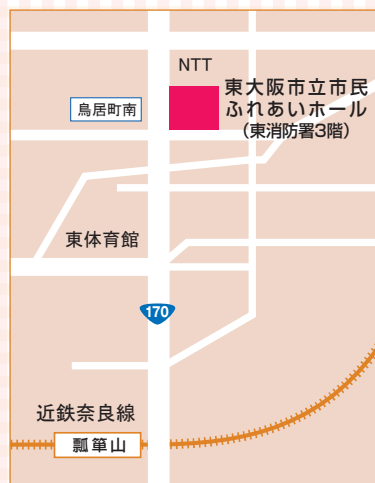 NTT
東大阪市立市民
ふれあいホール
(東消防署3階)
鳥居町南
東体育館
170
近鉄奈良線
瓢箪山